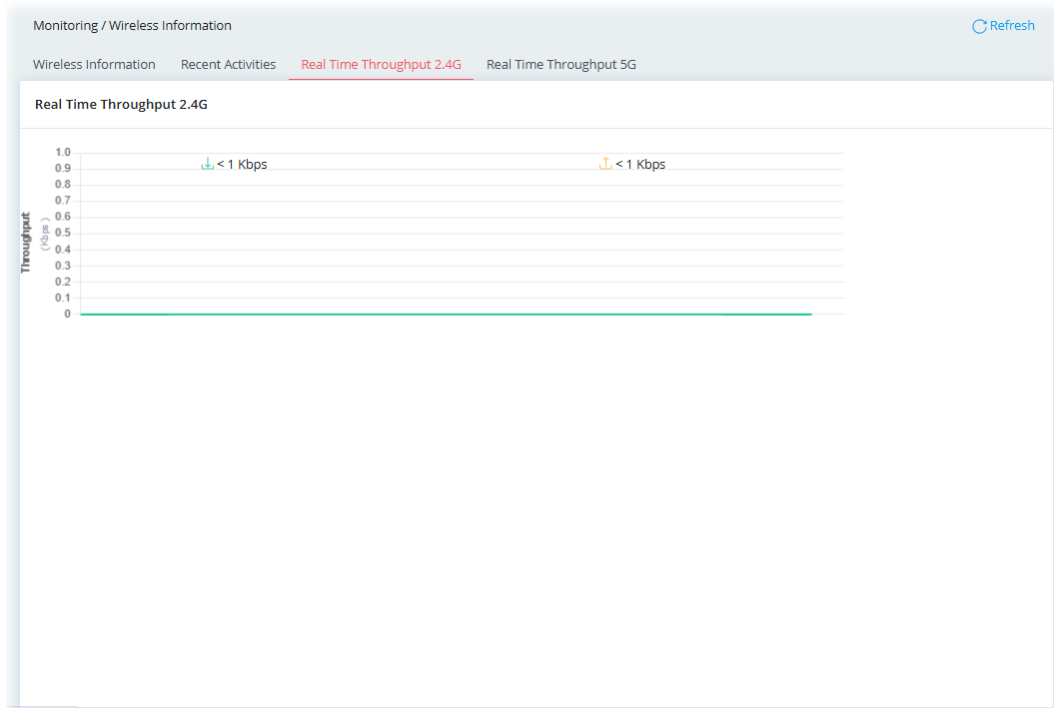 Monitoring / Wireless Information
Refresh
Wireless Information Recent Activities Real Time Throughput 2.4G Real Time Throughput 5G
Real Time Throughput 2.4G
< 1 Kbps < 1 Kbps
Throughput
(Kbps)
1.0
0.9
0.8
0.7
0.6
0.5
0.4
0.3
0.2
0.1
0